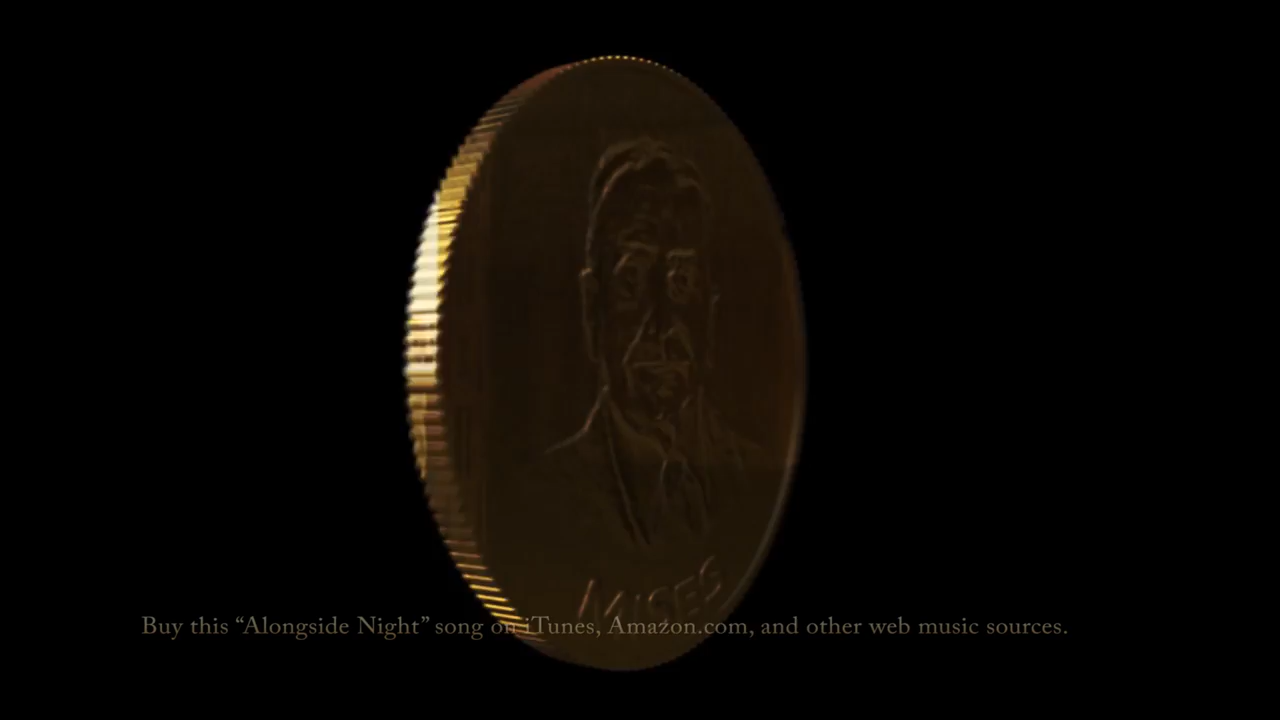 MISES
Buy this “Alongside Night” song on iTunes, Amazon.com, and other web music sources.